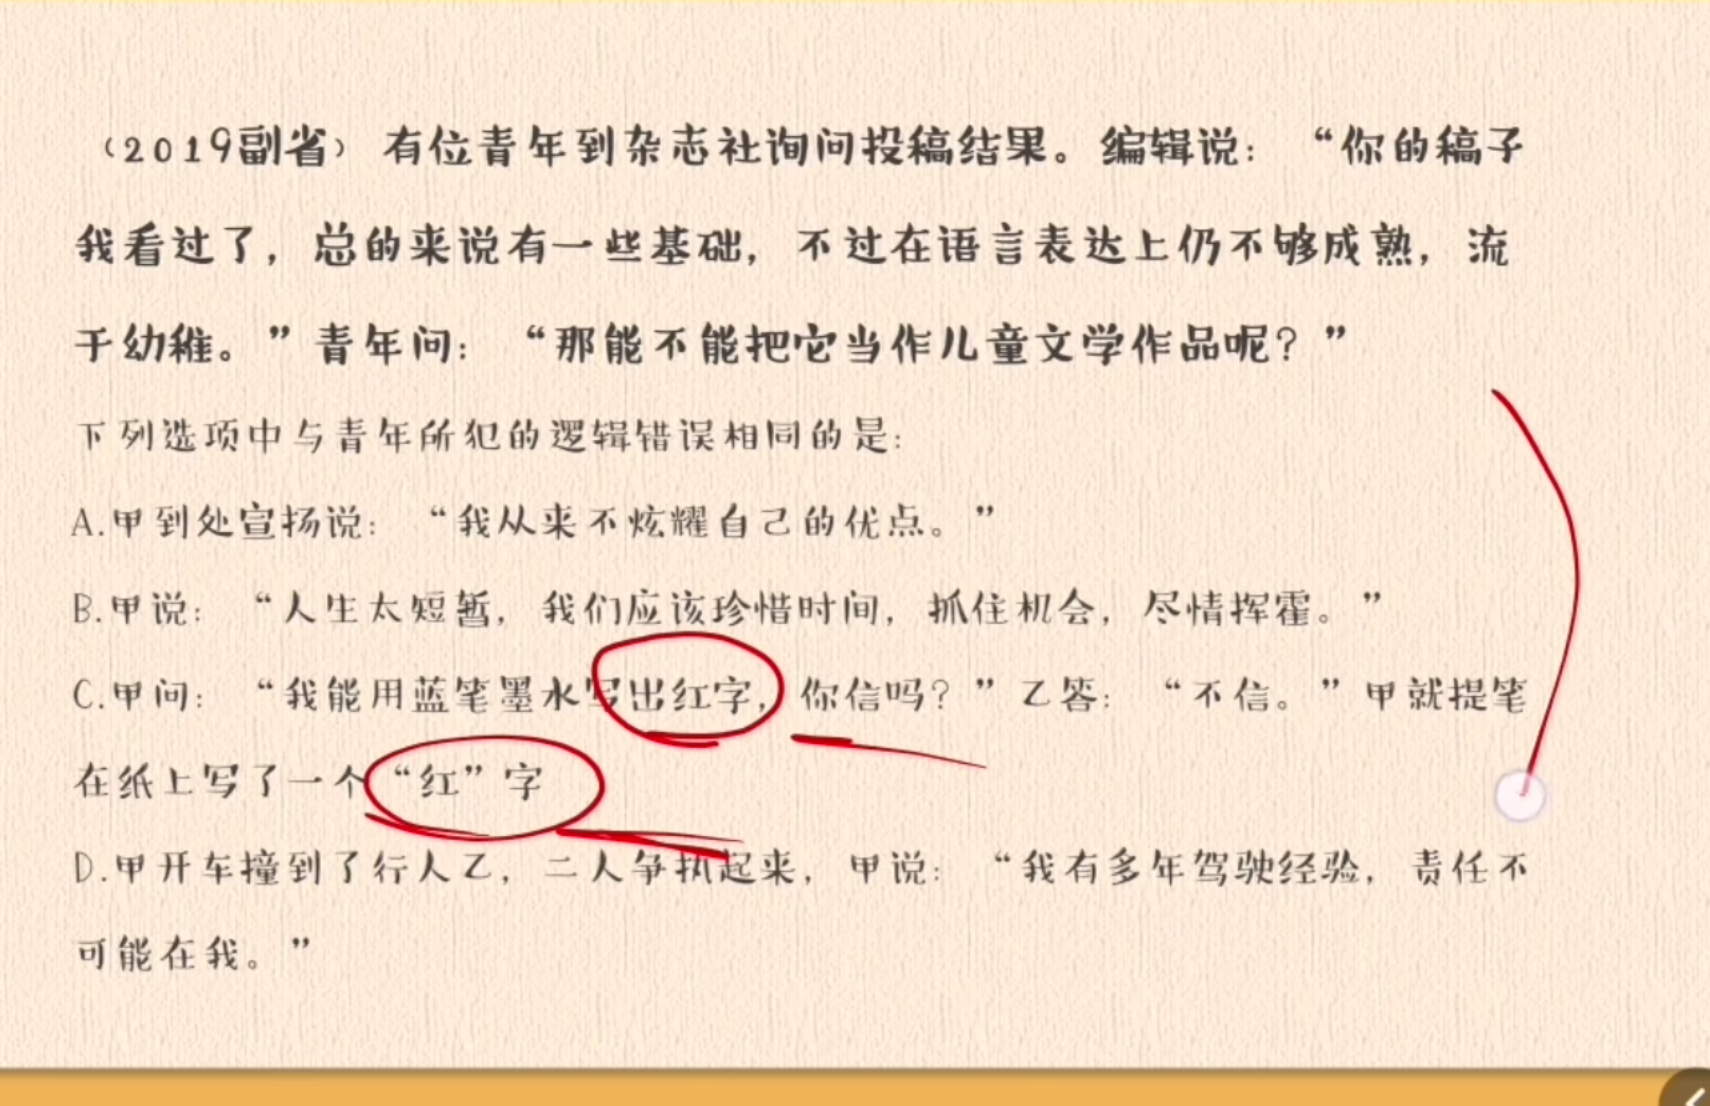 （2019副省）有位青年到杂志社询问投稿结果。编辑说：“你的稿子
我看过了，总的来说有一些基础，不过在语言表达上仍不够成熟，流
于幼稚。”青年问：“那能不能把它当作儿童文学作品呢？”
下列选项中与青年所犯的逻辑错误相同的是：
A.甲到处宣扬说：“我从来不炫耀自己的优点。”
B.甲说：“人生太短暂，我们应该珍惜时间，抓住机会，尽情挥霍。”
C.甲问：“我能用蓝笔墨水写出红字，你信吗？”乙答：“不信。”甲就提笔
在纸上写了一个“红”字
D.甲开车撞到了行人乙，二人争执起来，甲说：“我有多年驾驶经验，责任不
可能在我。”